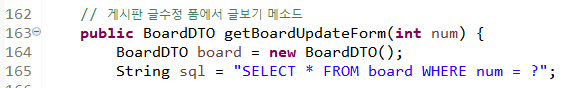 162 // 게시판 글수정 폼에서 글보기 메소드
163 public BoardDTO getBoardUpdateForm(int num) {
164 BoardDTO board = new BoardDTO();
165 String sql = "SELECT * FROM board WHERE num = ?";